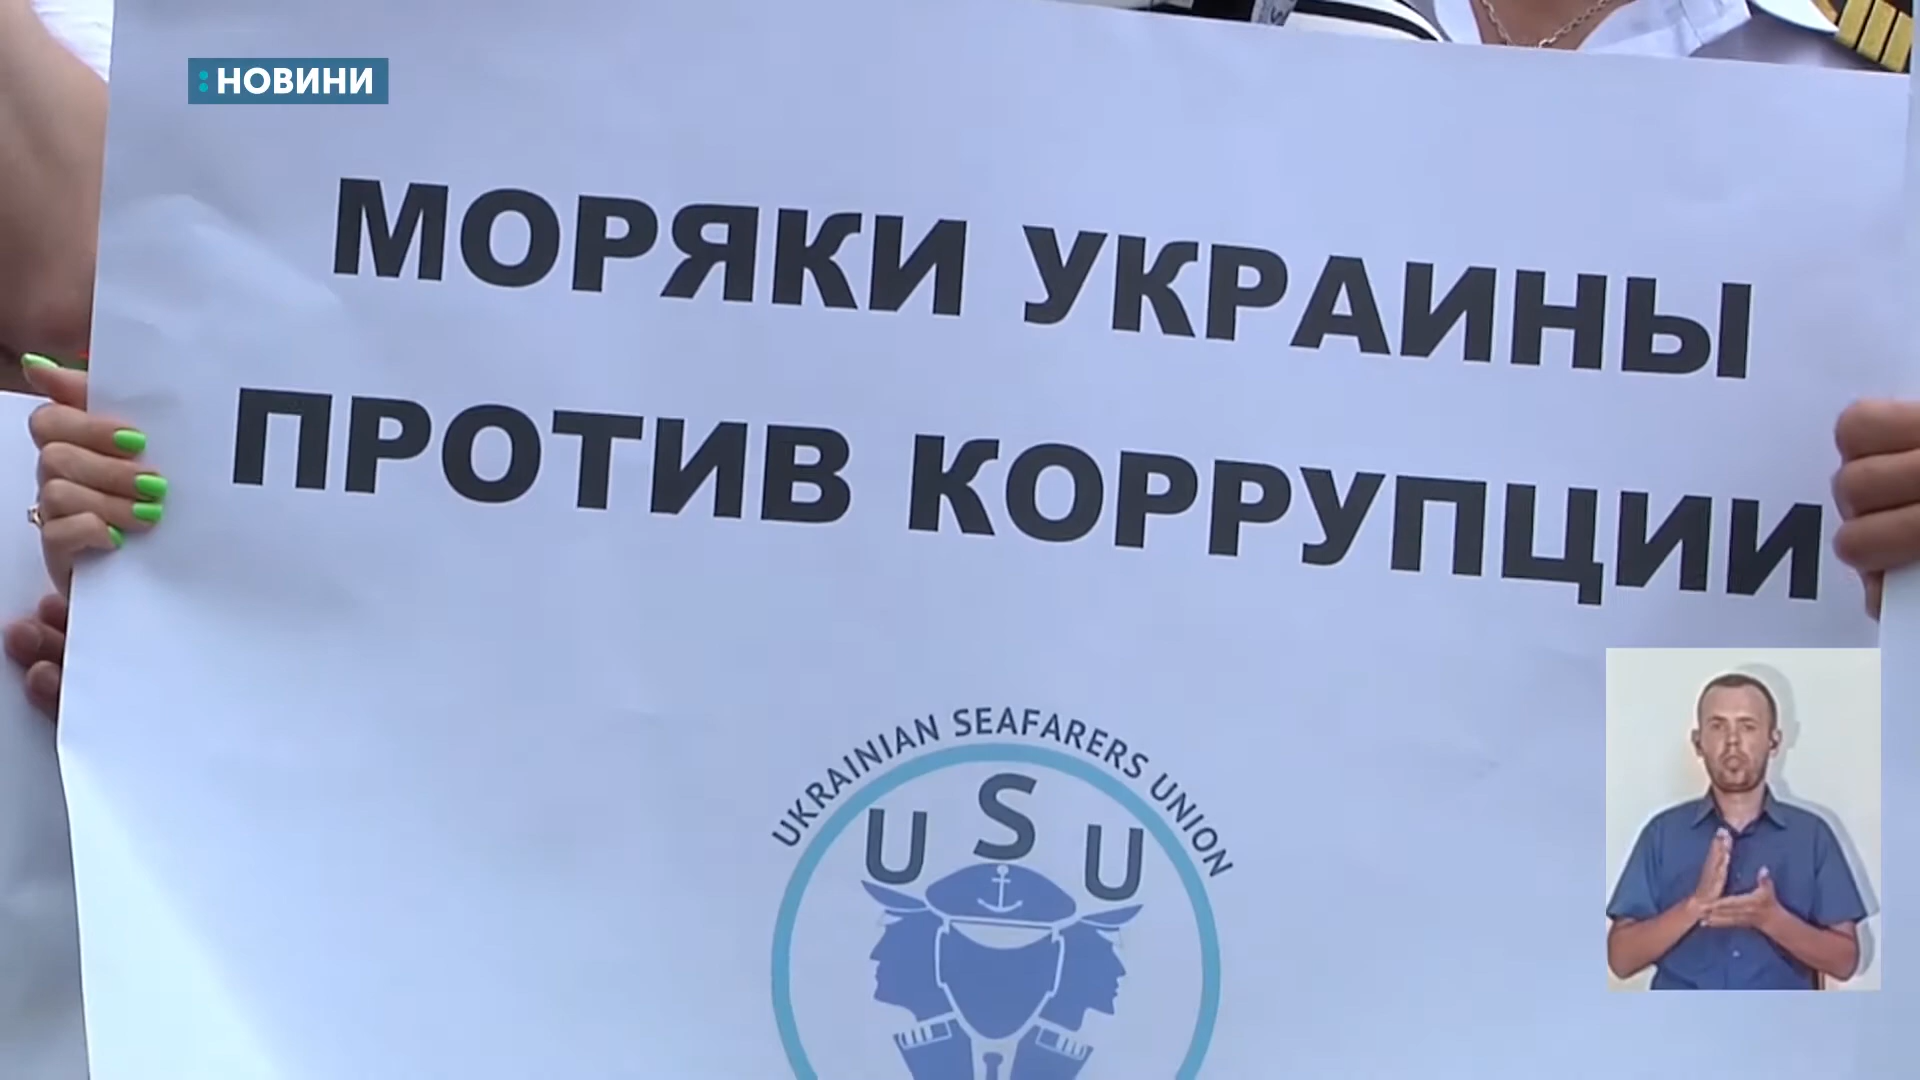 :НОВИНИ
МОРЯКИ УКРАИНЫ
ПРОТИВ КОРРУПЦИИ
UKRAINIAN SEAFARERS UNION
USU